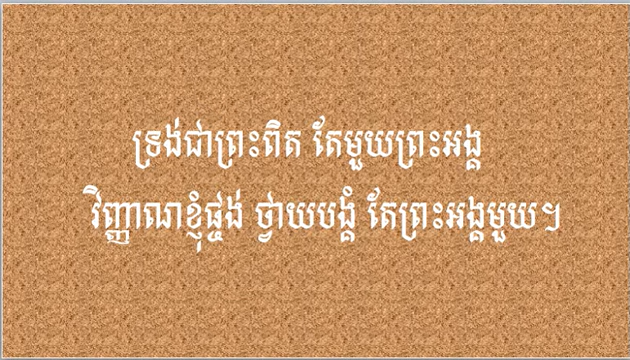 ទ្រង់ជាព្រះពិត តែមួយព្រះអង្គ
វិញ្ញាណខ្ញុំផ្ចង់ ថ្វាយបង្គំ តែព្រះអង្គមួយៗ